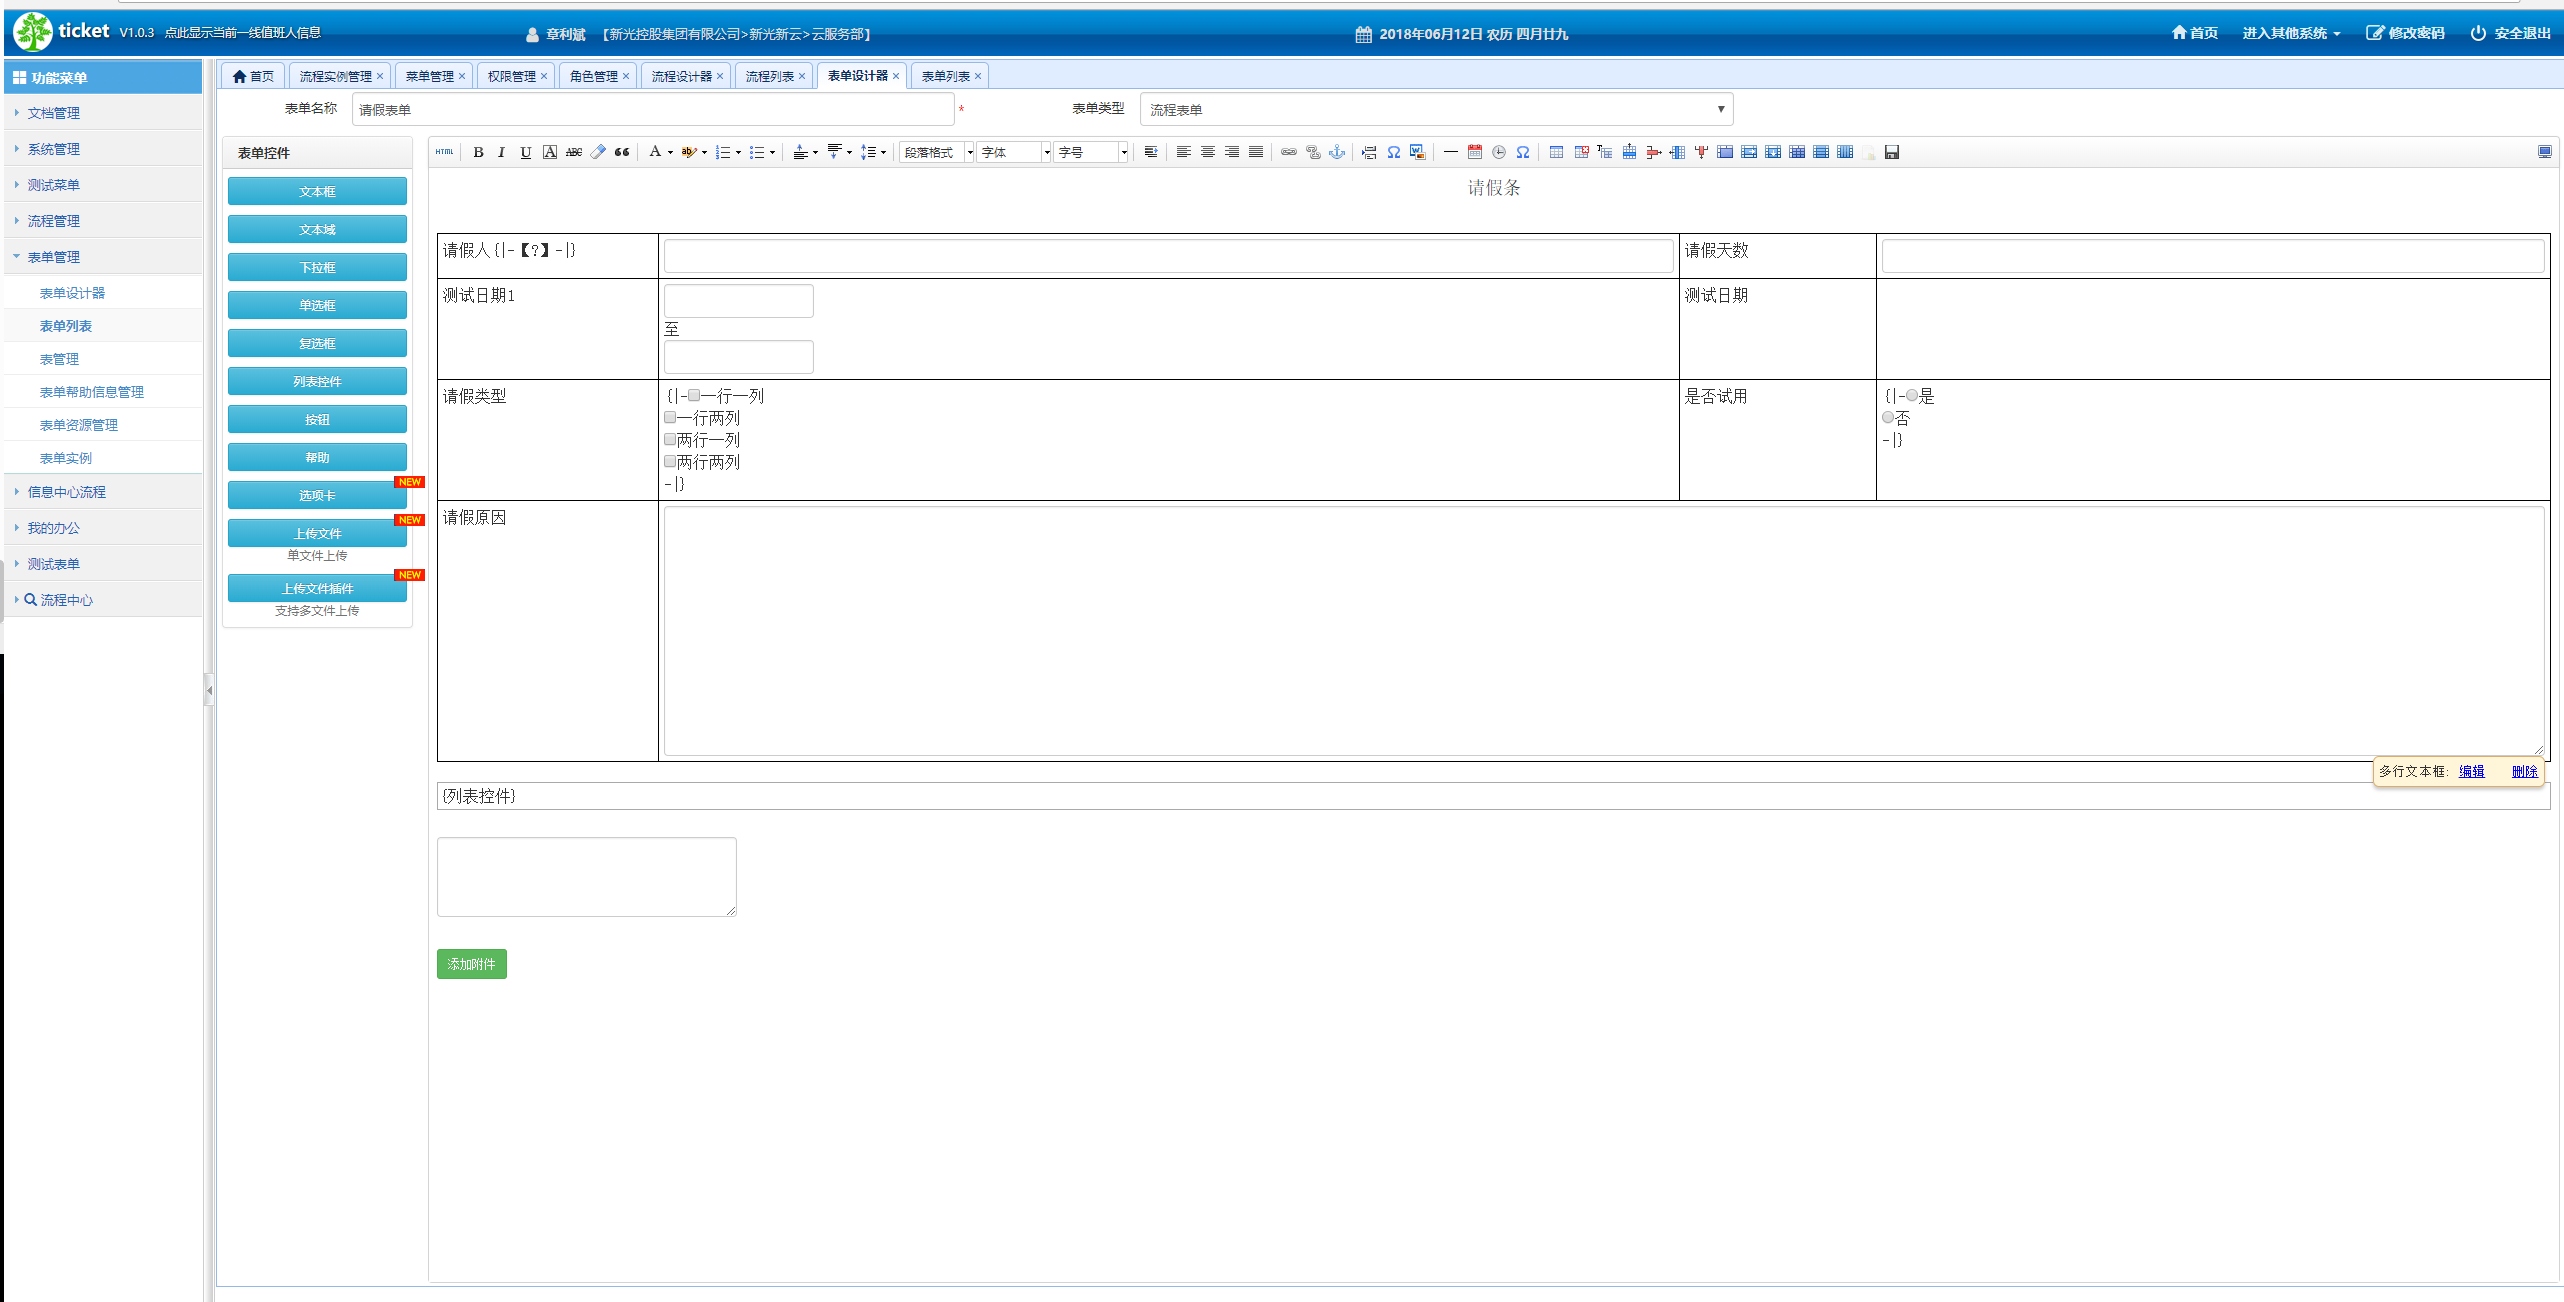 ticket V1.0.3 点此显示当前一线值班人信息 章利斌 【新光控股集团有限公司>新光新云>云服务部】 2018年06月12日 农历 四月廿九 首页 进入其他系统 修改密码 安全退出
功能菜单
文档管理
系统管理
测试菜单
流程管理
表单管理
表单设计器
表单列表
表管理
表单帮助信息管理
表单资源管理
表单实例
信息中心流程
我的办公
测试表单
流程中心
首页 流程实例管理 × 菜单管理 × 权限管理 × 角色管理 × 流程设计器 × 流程列表 × 表单设计器 × 表单列表 ×
表单名称 请假表单 * 表单类型 流程表单
表单控件
文本框
文本域
下拉框
单选框
复选框
列表控件
按钮
帮助
选项卡 NEW
上传文件 NEW
单文件上传
上传文件插件 NEW
支持多文件上传
HTML B I U A ABC 66 A ab 段落格式 字体 字号
请假条
请假人 {|-【?】-|} 请假天数
测试日期1 测试日期
至
请假类型 {|-一行一列 是否试用 {|-是
一行两列 否
两行一列 -|}
两行两列
-|}
请假原因
多行文本框: 编辑 删除
{列表控件}
添加附件